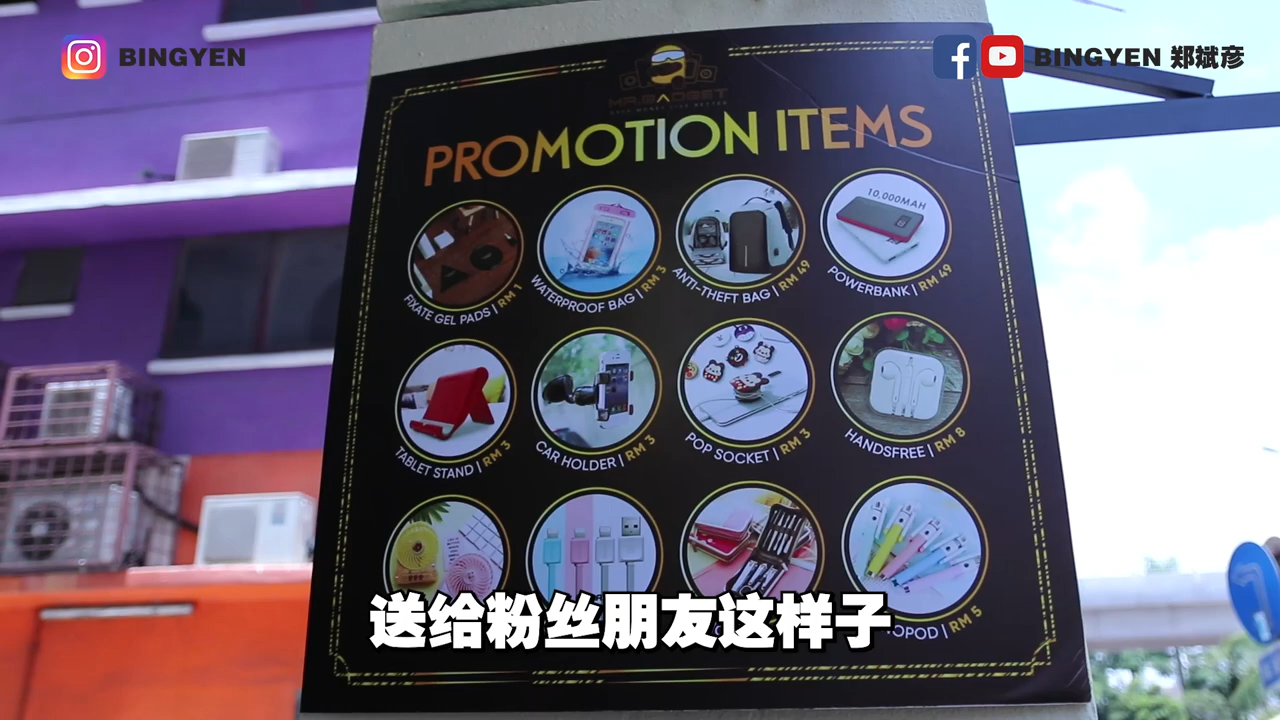 BINGYEN
BINGYEN 郑斌彦
PROMOTION ITEMS
10,000MAH
FIXATE GEL PADS | RM 1
WATERPROOF BAG | RM 3
ANTI-THEFT BAG | RM 49
POWERBANK | RM 49
TABLET STAND | RM 3
CAR HOLDER | RM 3
POP SOCKET | RM 3
HANDSFREE | RM 8
OPOD | RM 5
送给粉丝朋友这样子